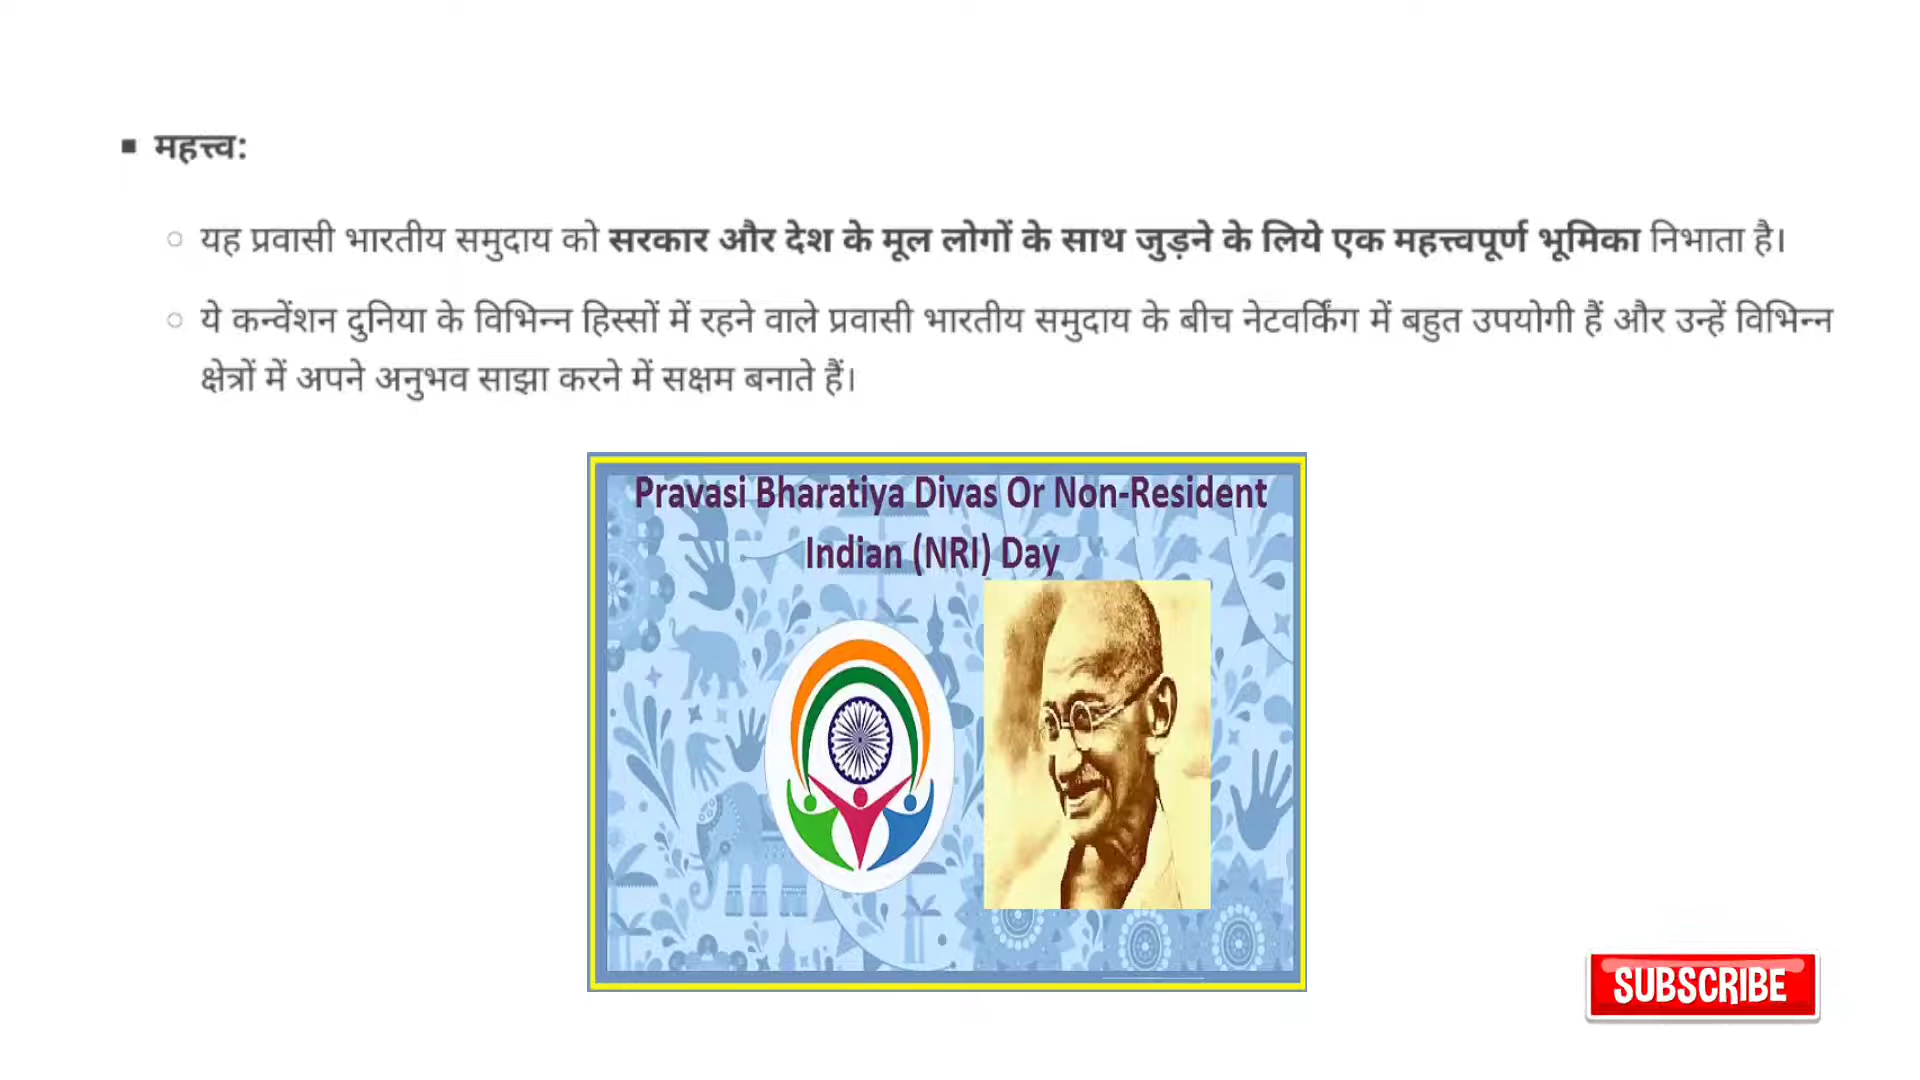 महत्त्व:
यह प्रवासी भारतीय समुदाय को सरकार और देश के मूल लोगों के साथ जुड़ने के लिये एक महत्त्वपूर्ण भूमिका निभाता है।
ये कन्वेंशन दुनिया के विभिन्न हिस्सों में रहने वाले प्रवासी भारतीय समुदाय के बीच नेटवर्किंग में बहुत उपयोगी हैं और उन्हें विभिन्न
क्षेत्रों में अपने अनुभव साझा करने में सक्षम बनाते हैं।
Pravasi Bharatiya Divas Or Non-Resident
Indian (NRI) Day
SUBSCRIBE